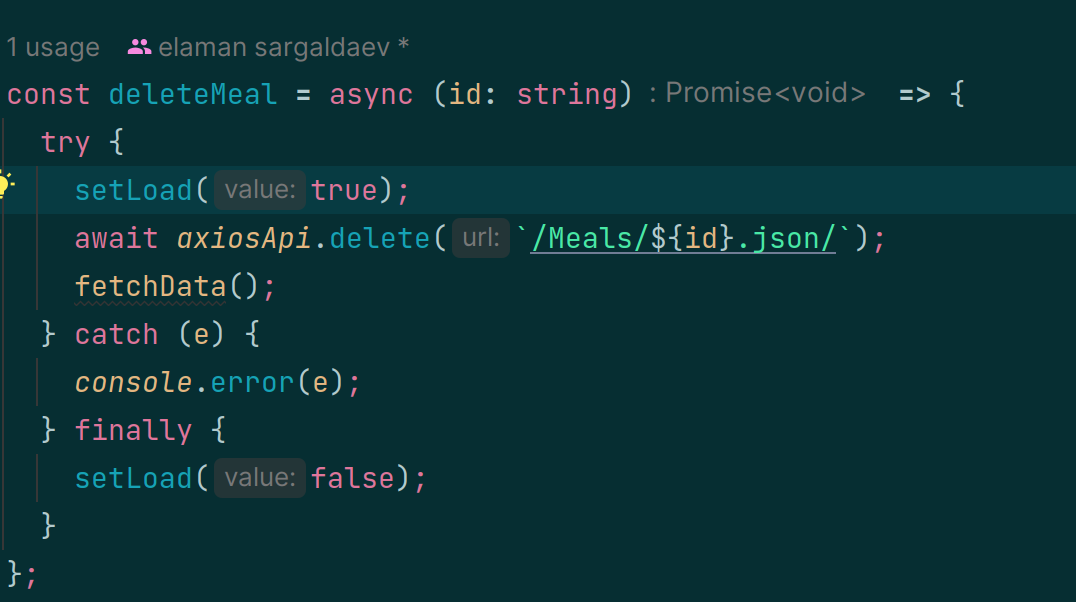 1 usage elaman sargaldaev *
const deleteMeal = async (id: string) : Promise<void> => {
try {
setLoad( value: true);
await axiosApi.delete( url: `/Meals/${id}.json/`);
fetchData();
} catch (e) {
console.error(e);
} finally {
setLoad( value: false);
}
};